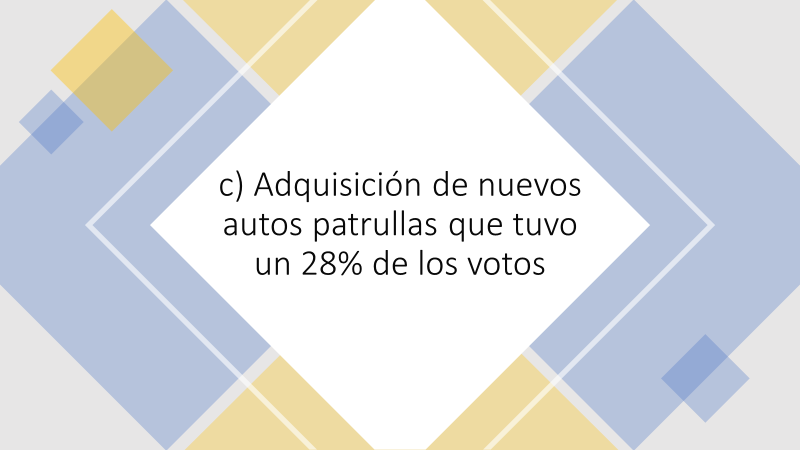 c) Adquisición de nuevos
autos patrullas que tuvo
un 28% de los votos